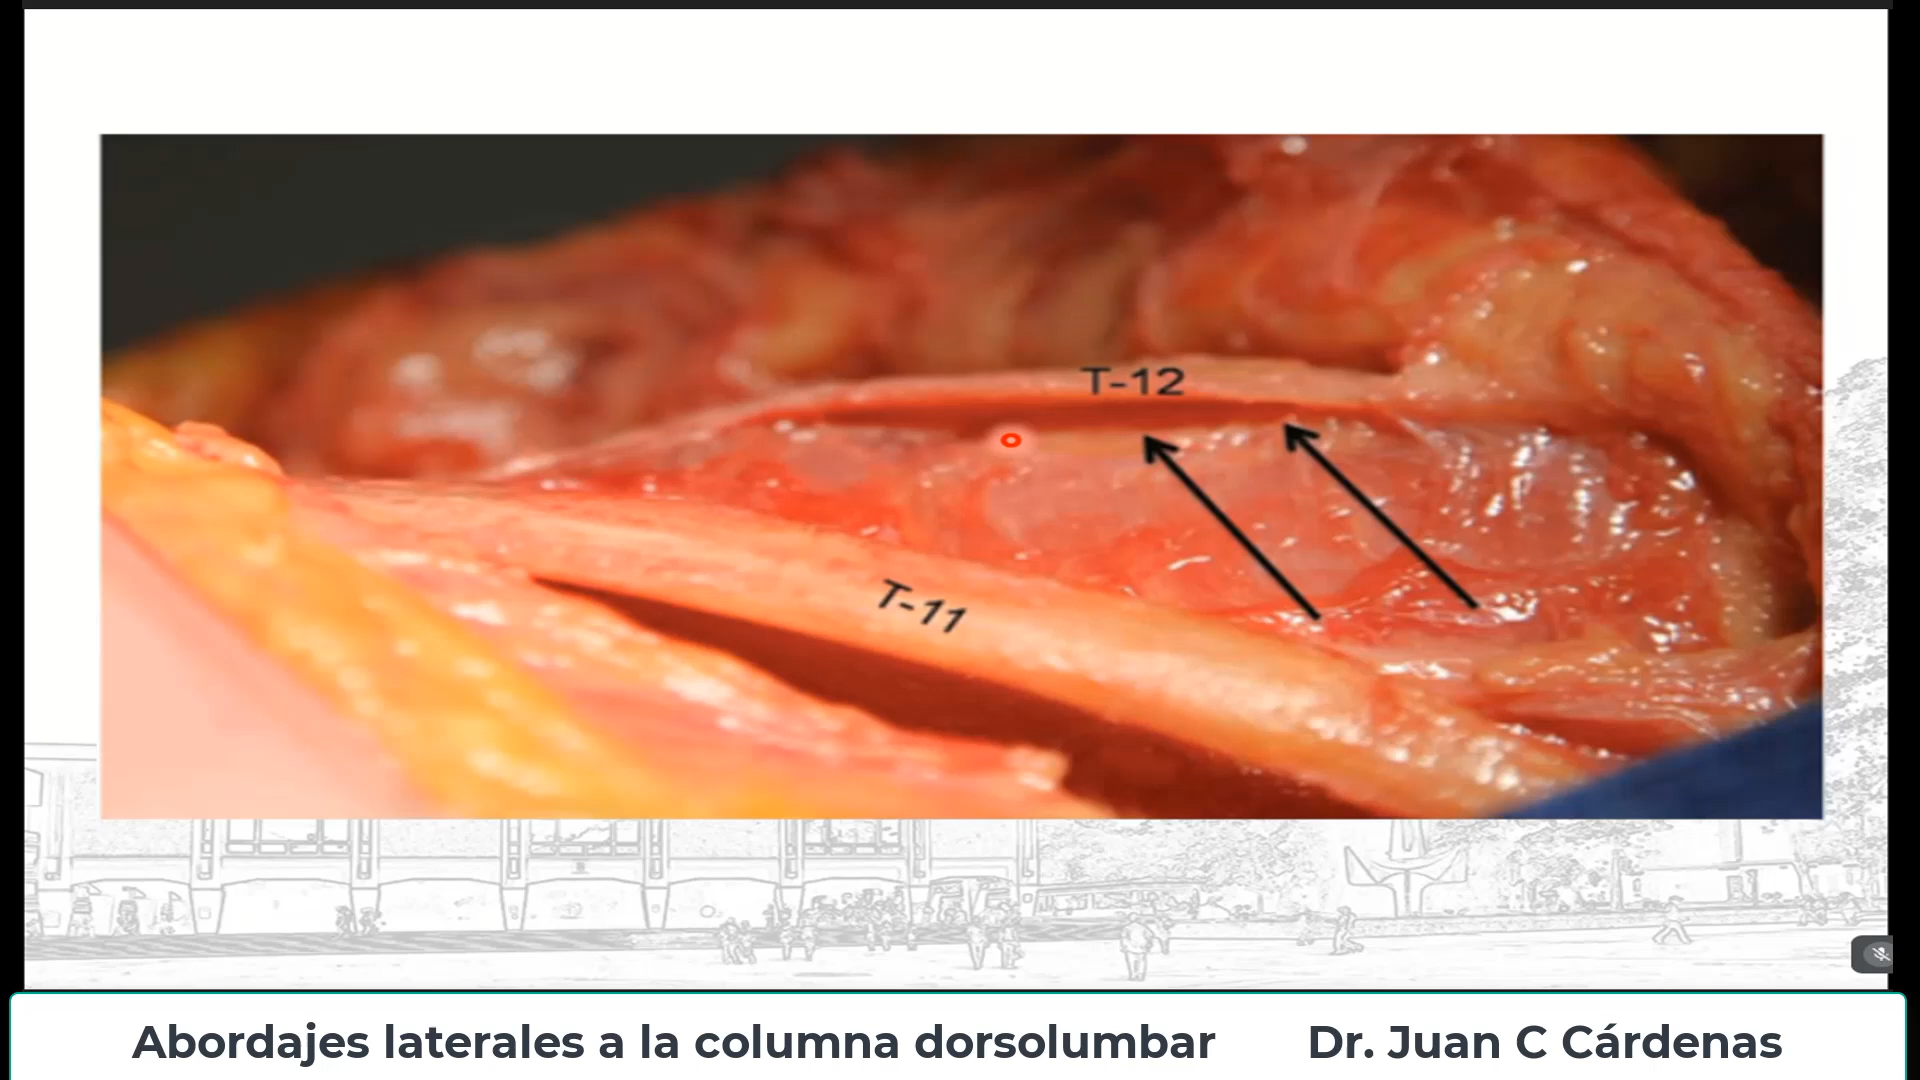 T-12
T-11
Abordajes laterales a la columna dorsolumbar
Dr. Juan C Cárdenas